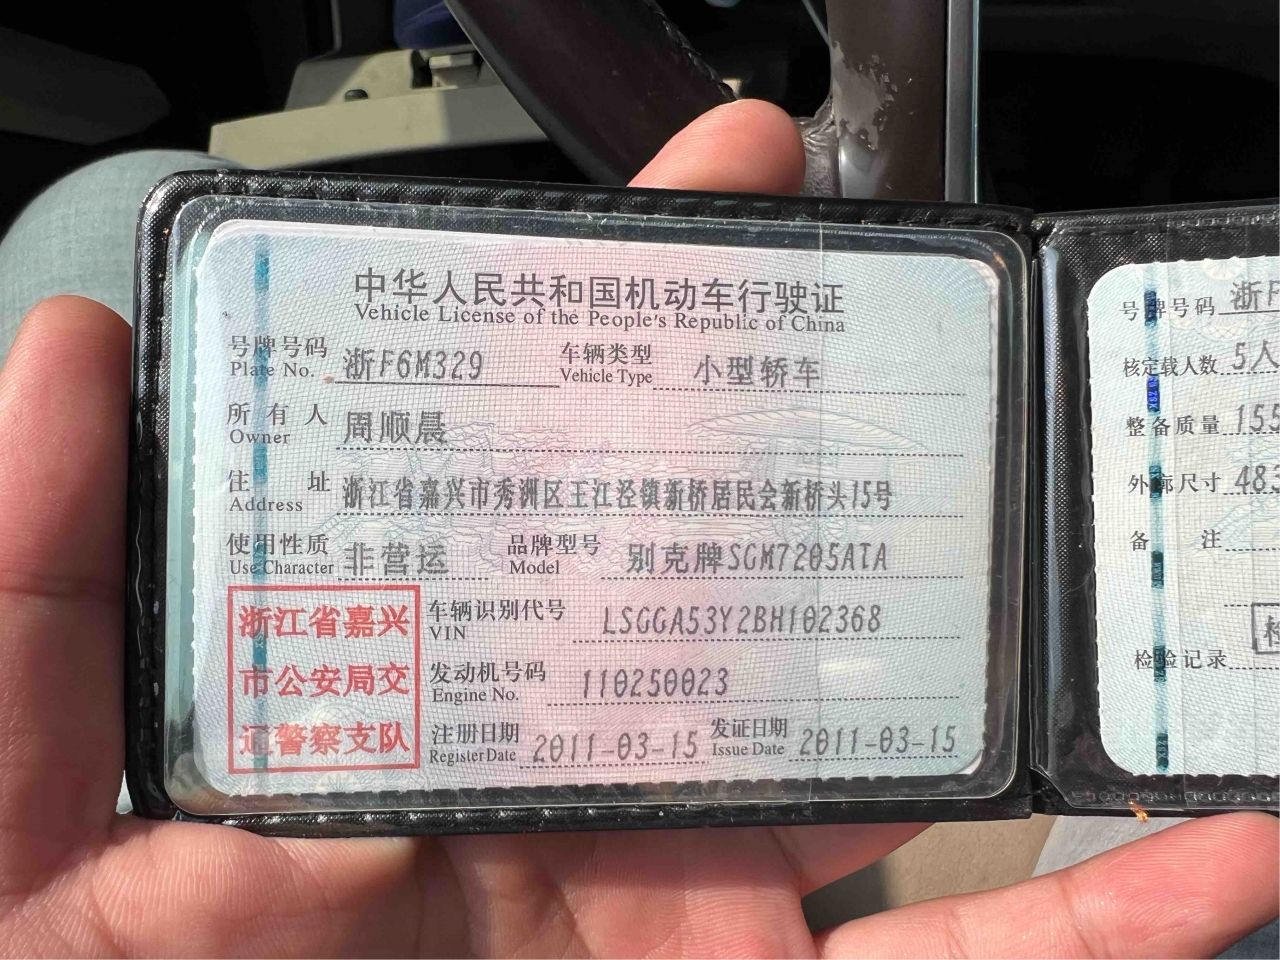 中华人民共和国机动车行驶证
Vehicle License of the People's Republic of China
号牌号码 浙F6M329 车辆类型 小型轿车
Plate No. Vehicle Type
所有人 周顺晨
Owner
住址 浙江省嘉兴市秀洲区王江泾镇新桥居民会新桥头15号
Address
使用性质 非营运 品牌型号 别克牌SGM7205ATA
Use Character Model
浙江省嘉兴
市公安局交
通警察支队
车辆识别代号 LSGGA53Y2BH102368
VIN
发动机号码 110250023
Engine No.
注册日期 2011-03-15 发证日期 2011-03-15
Register Date Issue Date
号牌号码 浙F
核定载人数 5人
整备质量 155
外廓尺寸 483
备注
检验记录